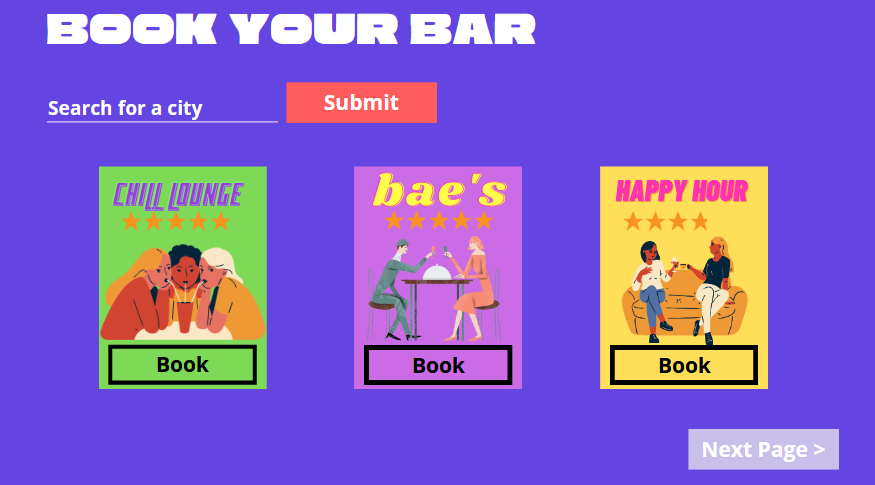 BOOK YOUR BAR
Search for a city
Submit
CHILL LOUNGE
bae's
HAPPY HOUR
Book
Book
Book
Next Page >